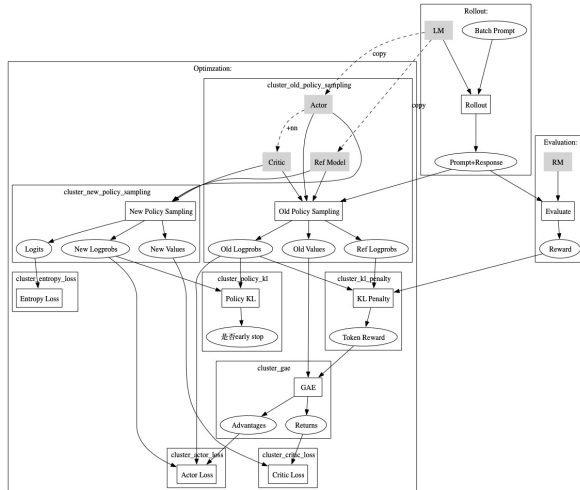 Rollout:
LM
Batch Prompt
Optimzation:
copy
cluster_old_policy_sampling
Actor
Rollout
copy
+nn
Evaluation:
Critic
Ref Model
Prompt+Response
RM
cluster_new_policy_sampling
New Policy Sampling
Old Policy Sampling
Evaluate
Logits
New Logprobs
New Values
Old Logprobs
Old Values
Ref Logprobs
Reward
cluster_entropy_loss
cluster_policy_kl
cluster_kl_penalty
Entropy Loss
Policy KL
KL Penalty
是否early stop
Token Reward
cluster_gae
GAE
Advantages
Returns
cluster_actor_loss
cluster_critic_loss
Actor Loss
Critic Loss